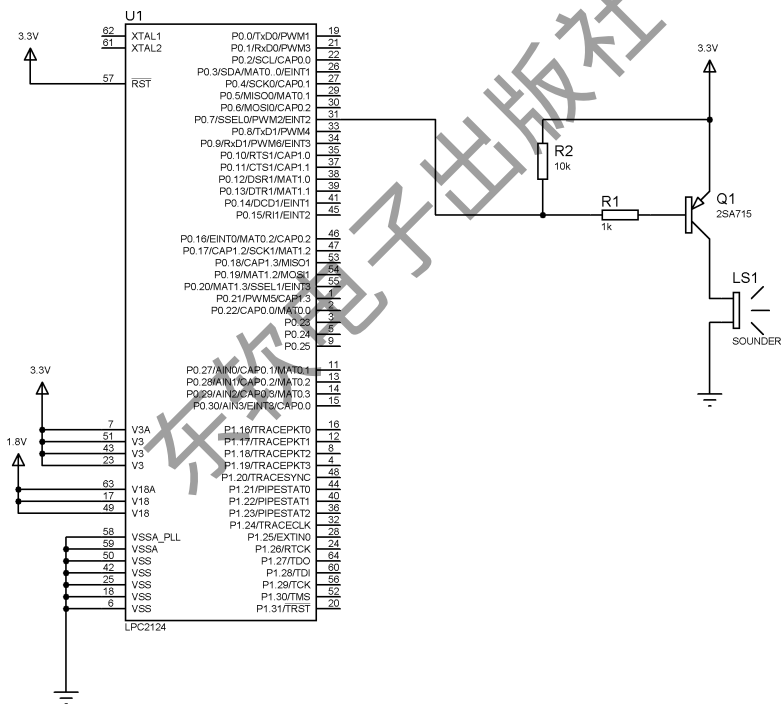 U1
3.3V
62 XTAL1
61 XTAL2
57 RST
P0.0/TxD0/PWM1 19
P0.1/RxD0/PWM3 21
P0.2/SCL/CAP0.0 22
P0.3/SDA/MAT0..0/EINT1 26
P0.4/SCK0/CAP0.1 27
P0.5/MISO0/MAT0.1 29
P0.6/MOSI0/CAP0.2 30
P0.7/SSEL0/PWM2/EINT2 31
P0.8/TxD1/PWM4 33
P0.9/RxD1/PWM6/EINT3 34
P0.10/RTS1/CAP1.0 35
P0.11/CTS1/CAP1.1 37
P0.12/DSR1/MAT1.0 38
P0.13/DTR1/MAT1.1 39
P0.14/DCD1/EINT1 41
P0.15/RI1/EINT2 45
P0.16/EINT0/MAT0.2/CAP0.2 46
P0.17/CAP1.2/SCK1/MAT1.2 47
P0.18/CAP1.3/MISO1 53
P0.19/MAT1.2/MOSI1 54
P0.20/MAT1.3/SSEL1/EINT3 55
P0.21/PWM5/CAP1.3 1
P0.22/CAP0.0/MAT0.0 2
P0.23 3
P0.24 5
P0.25 9
P0.27/AIN0/CAP0.1/MAT0.1 11
P0.28/AIN1/CAP0.2/MAT0.2 13
P0.29/AIN2/CAP0.3/MAT0.3 14
P0.30/AIN3/EINT3/CAP0.0 15
3.3V
7 V3A
51 V3
43 V3
23 V3
1.8V
63 V18A
17 V18
49 V18
58 VSSA_PLL
59 VSSA
50 VSS
42 VSS
25 VSS
18 VSS
6 VSS
P1.16/TRACEPKT0 16
P1.17/TRACEPKT1 12
P1.18/TRACEPKT2 8
P1.19/TRACEPKT3 4
P1.20/TRACESYNC 48
P1.21/PIPESTAT0 44
P1.22/PIPESTAT1 40
P1.23/PIPESTAT2 36
P1.24/TRACECLK 32
P1.25/EXTIN0 28
P1.26/RTCK 24
P1.27/TDO 64
P1.28/TDI 60
P1.29/TCK 56
P1.30/TMS 52
P1.31/TRST 20
LPC2124
3.3V
R2
10k
R1
1k
Q1
2SA715
LS1
SOUNDER
东软电子出版社